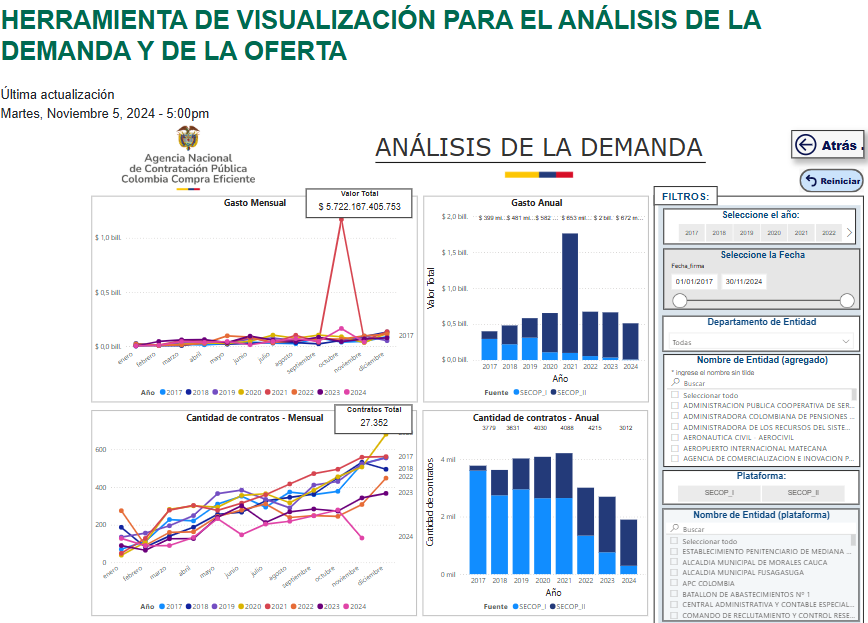 HERRAMIENTA DE VISUALIZACIÓN PARA EL ANÁLISIS DE LA
DEMANDA Y DE LA OFERTA
Última actualización
Martes, Noviembre 5, 2024 - 5:00pm
Agencia Nacional
de Contratación Pública
Colombia Compra Eficiente
ANÁLISIS DE LA DEMANDA
Atrás .
Reiniciar
Gasto Mensual
Valor Total
$ 5.722.167.405.753
$ 1,0 bill.
$ 0,5 bill.
$ 0,0 bill.
2017
enero febrero marzo abril mayo junio julio agosto septiembre octubre noviembre diciembre
Año 2017 2018 2019 2020 2021 2022 2023 2024
Gasto Anual
$ 2,0 bill.
$ 399 mi... $ 481 mi... $ 582 ... $ 653 mil... $ 2 bill. $ 672 m...
$ 1,5 bill.
$ 1,0 bill.
$ 0,5 bill.
$ 0,0 bill.
Valor Total
2017 2018 2019 2020 2021 2022 2023 2024
Año
Fuente SECOP_I SECOP_II
Cantidad de contratos - Mensual
Contratos Total
27.352
600
400
200
0
2017
2018
2022
2023
2024
enero febrero marzo abril mayo junio julio agosto septiembre octubre noviembre diciembre
Año 2017 2018 2019 2020 2021 2022 2023 2024
Cantidad de contratos - Anual
3779 3831 4030 4088 4215 3012
4 mil
2 mil
0 mil
Cantidad de contratos
2017 2018 2019 2020 2021 2022 2023 2024
Año
Fuente SECOP_I SECOP_II
FILTROS:
Seleccione el año:
2017 2018 2019 2020 2021 2022
Seleccione la Fecha
Fecha_firma
01/01/2017 30/11/2024
Departamento de Entidad
Todas
Nombre de Entidad (agregado)
* ingrese el nombre sin tilde
Buscar
Seleccionar todo
ADMINISTRACION PUBLICA COOPERATIVA DE SER...
ADMINISTRADORA COLOMBIANA DE PENSIONES ...
ADMINISTRADORA DE LOS RECURSOS DEL SISTE...
AERONAUTICA CIVIL - AEROCIVIL
AEROPUERTO INTERNACIONAL MATECANA
AGENCIA DE COMERCIALIZACION E INOVACION P...
Plataforma:
SECOP_I SECOP_II
Nombre de Entidad (plataforma)
Buscar
Seleccionar todo
ESTABLECIMIENTO PENITENCIARIO DE MEDIANA ...
ALCALDIA MUNICIPIO DE MORALES CAUCA
ALCALDIA MUNICIPAL FUSAGASUGA
APC COLOMBIA
BATALLON DE ABASTECIMIENTOS Nº 1
CENTRAL ADMINISTRATIVA Y CONTABLE ESPECIAL...
COMANDO DE RECLUTAMIENTO Y CONTROL RESE...